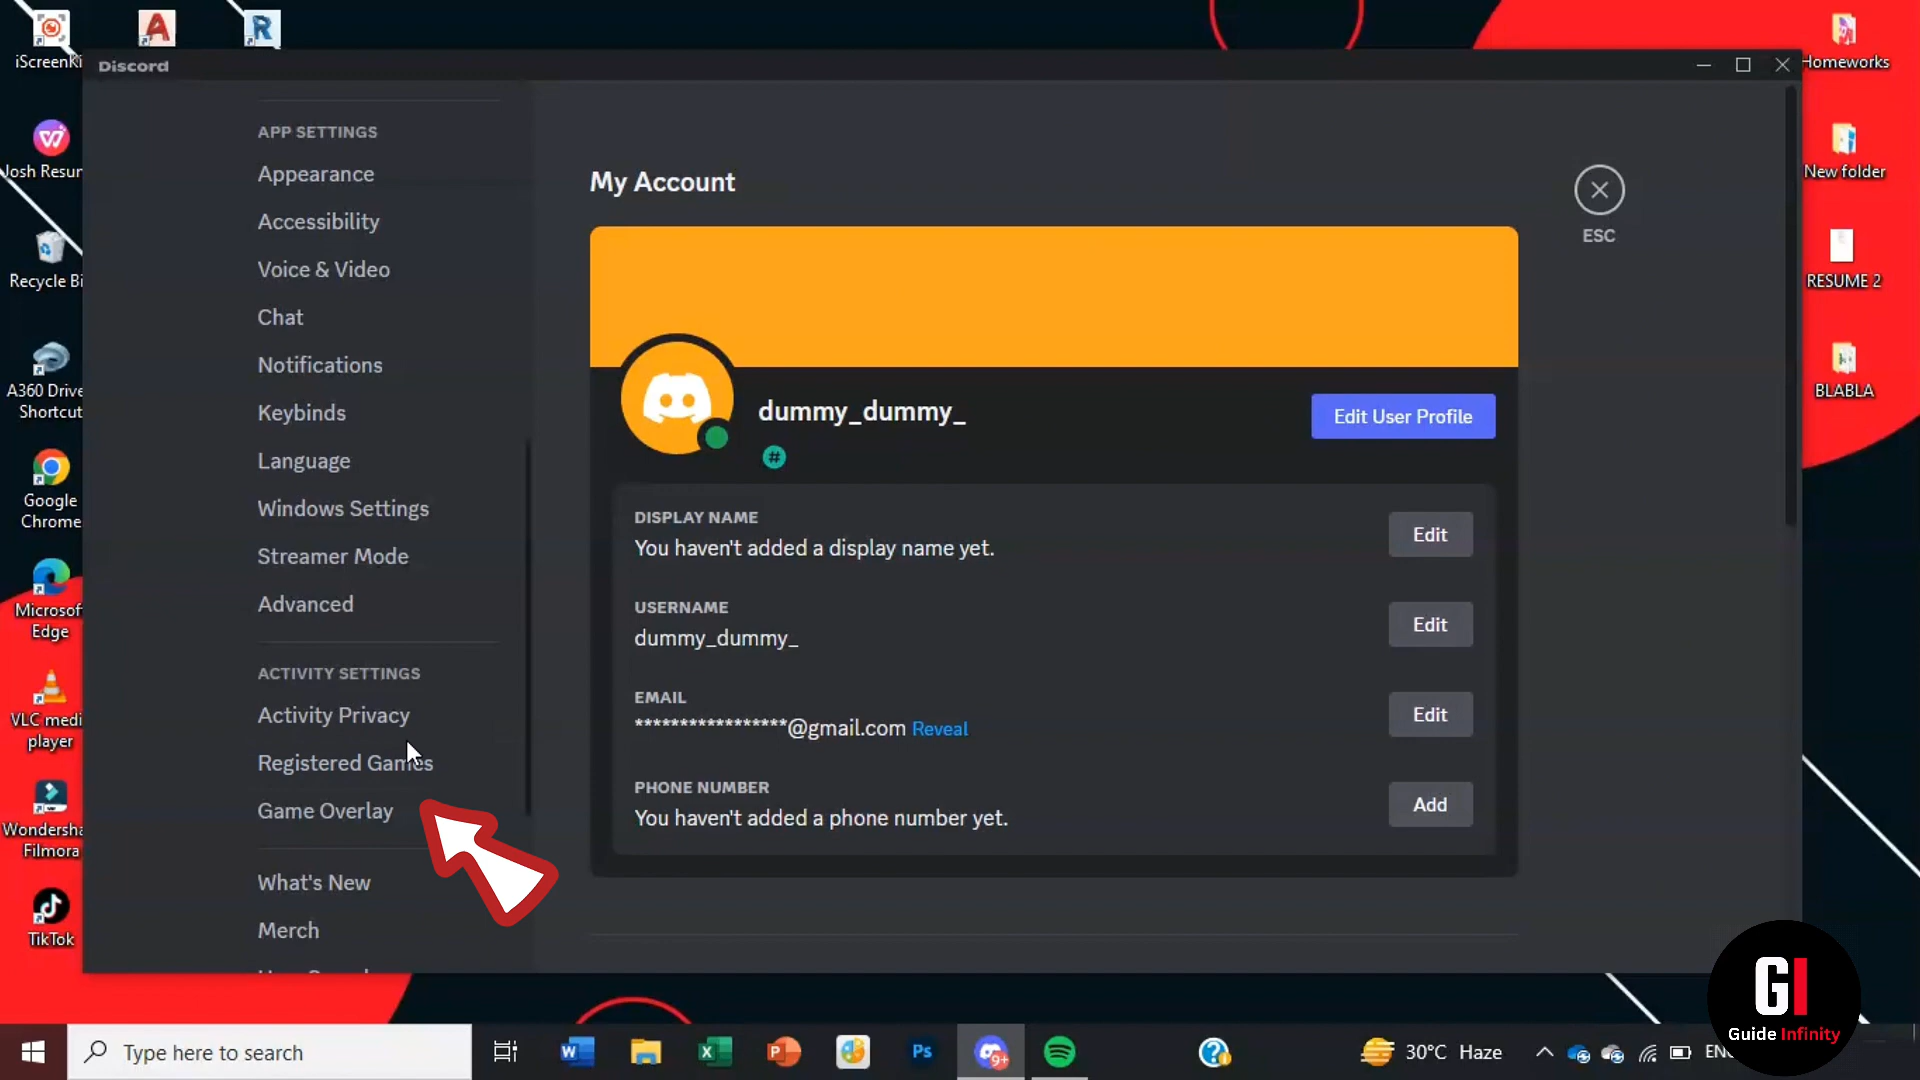 iScreenKi
Josh Resum
Recycle Bi
A360 Drive
Shortcut
Google
Chrome
Microsof
Edge
VLC medi
player
Wondersha
Filmora
TikTok
Discord
APP SETTINGS
Appearance
Accessibility
Voice & Video
Chat
Notifications
Keybinds
Language
Windows Settings
Streamer Mode
Advanced
ACTIVITY SETTINGS
Activity Privacy
Registered Games
Game Overlay
What's New
Merch
My Account
ESC
dummy_dummy_
#
Edit User Profile
DISPLAY NAME
You haven't added a display name yet.
Edit
USERNAME
dummy_dummy_
Edit
EMAIL
*****************@gmail.com Reveal
Edit
PHONE NUMBER
You haven't added a phone number yet.
Add
Homeworks
New folder
RESUME 2
BLABLA
GI
Guide Infinity
Type here to search
W
X
P
Ps
9+
30°C Haze